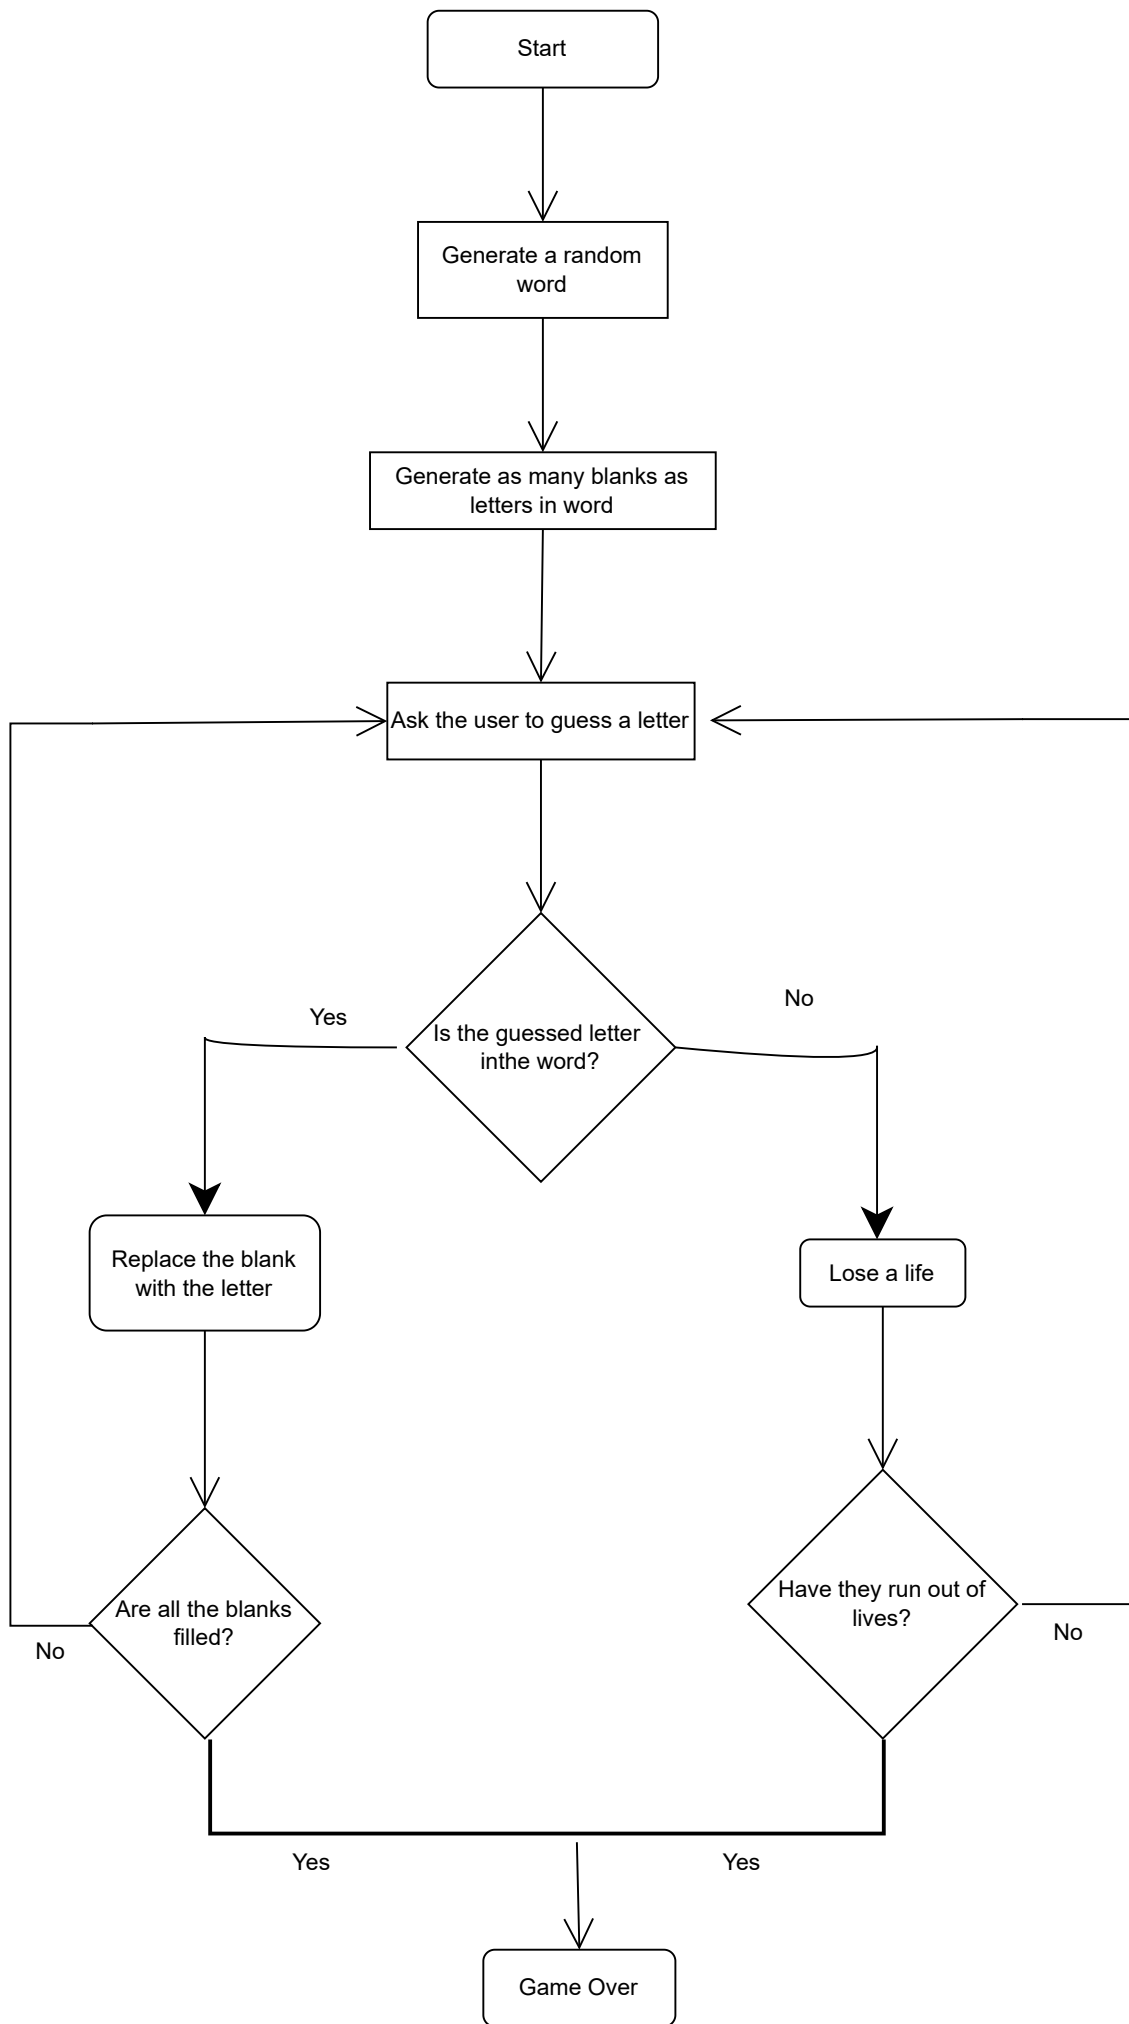 Start
Generate a random
word
Generate as many blanks as
letters in word
Ask the user to guess a letter
Yes
No
Is the guessed letter
inthe word?
Replace the blank
with the letter
Lose a life
Are all the blanks
filled?
No
Have they run out of
lives?
No
Yes
Yes
Game Over